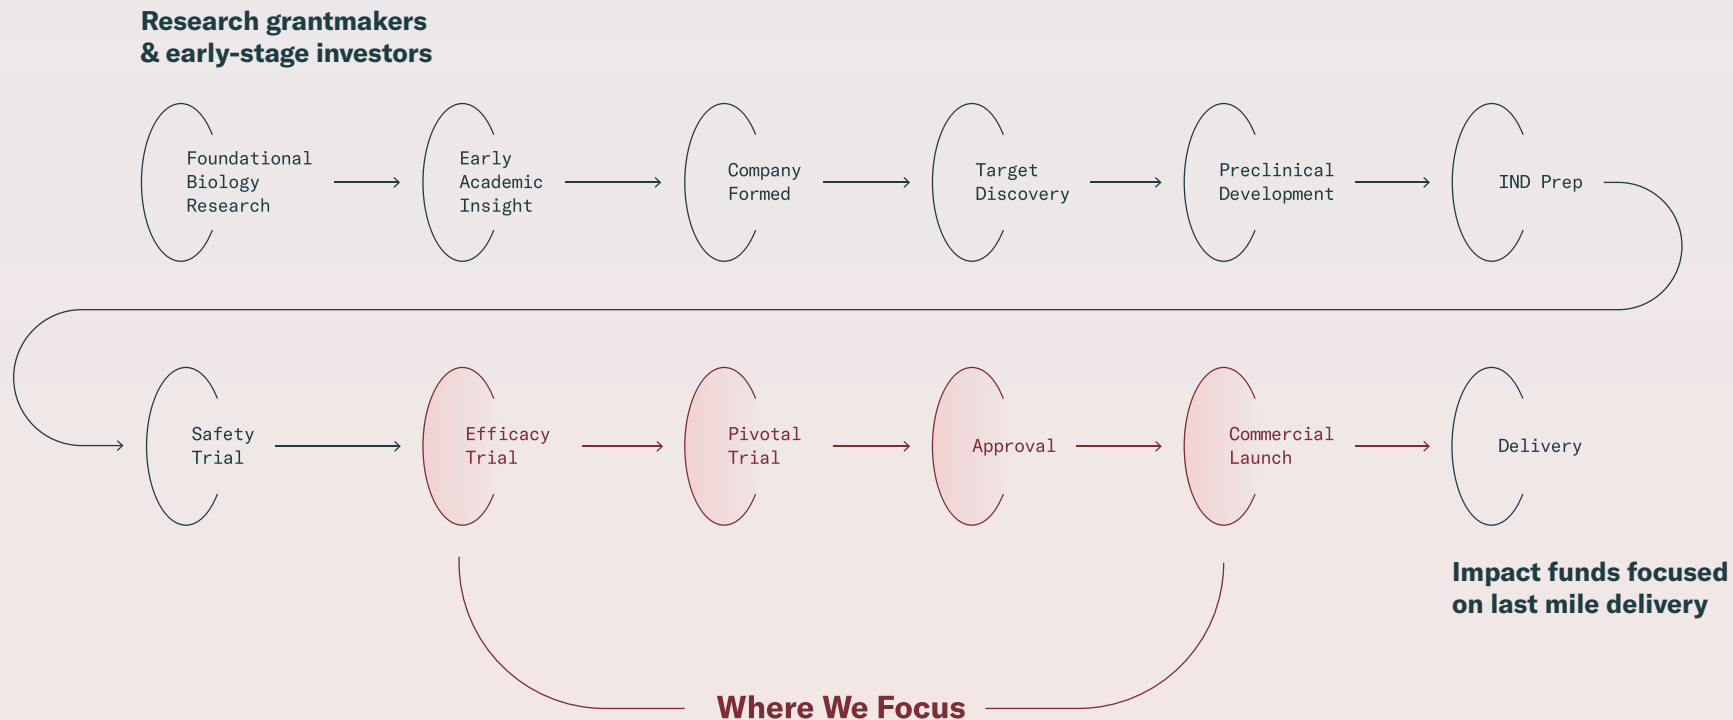 Research grantmakers
& early-stage investors
Foundational
Biology
Research
Early
Academic
Insight
Company
Formed
Target
Discovery
Preclinical
Development
IND Prep
Safety
Trial
Efficacy
Trial
Pivotal
Trial
Approval
Commercial
Launch
Delivery
Impact funds focused
on last mile delivery
Where We Focus